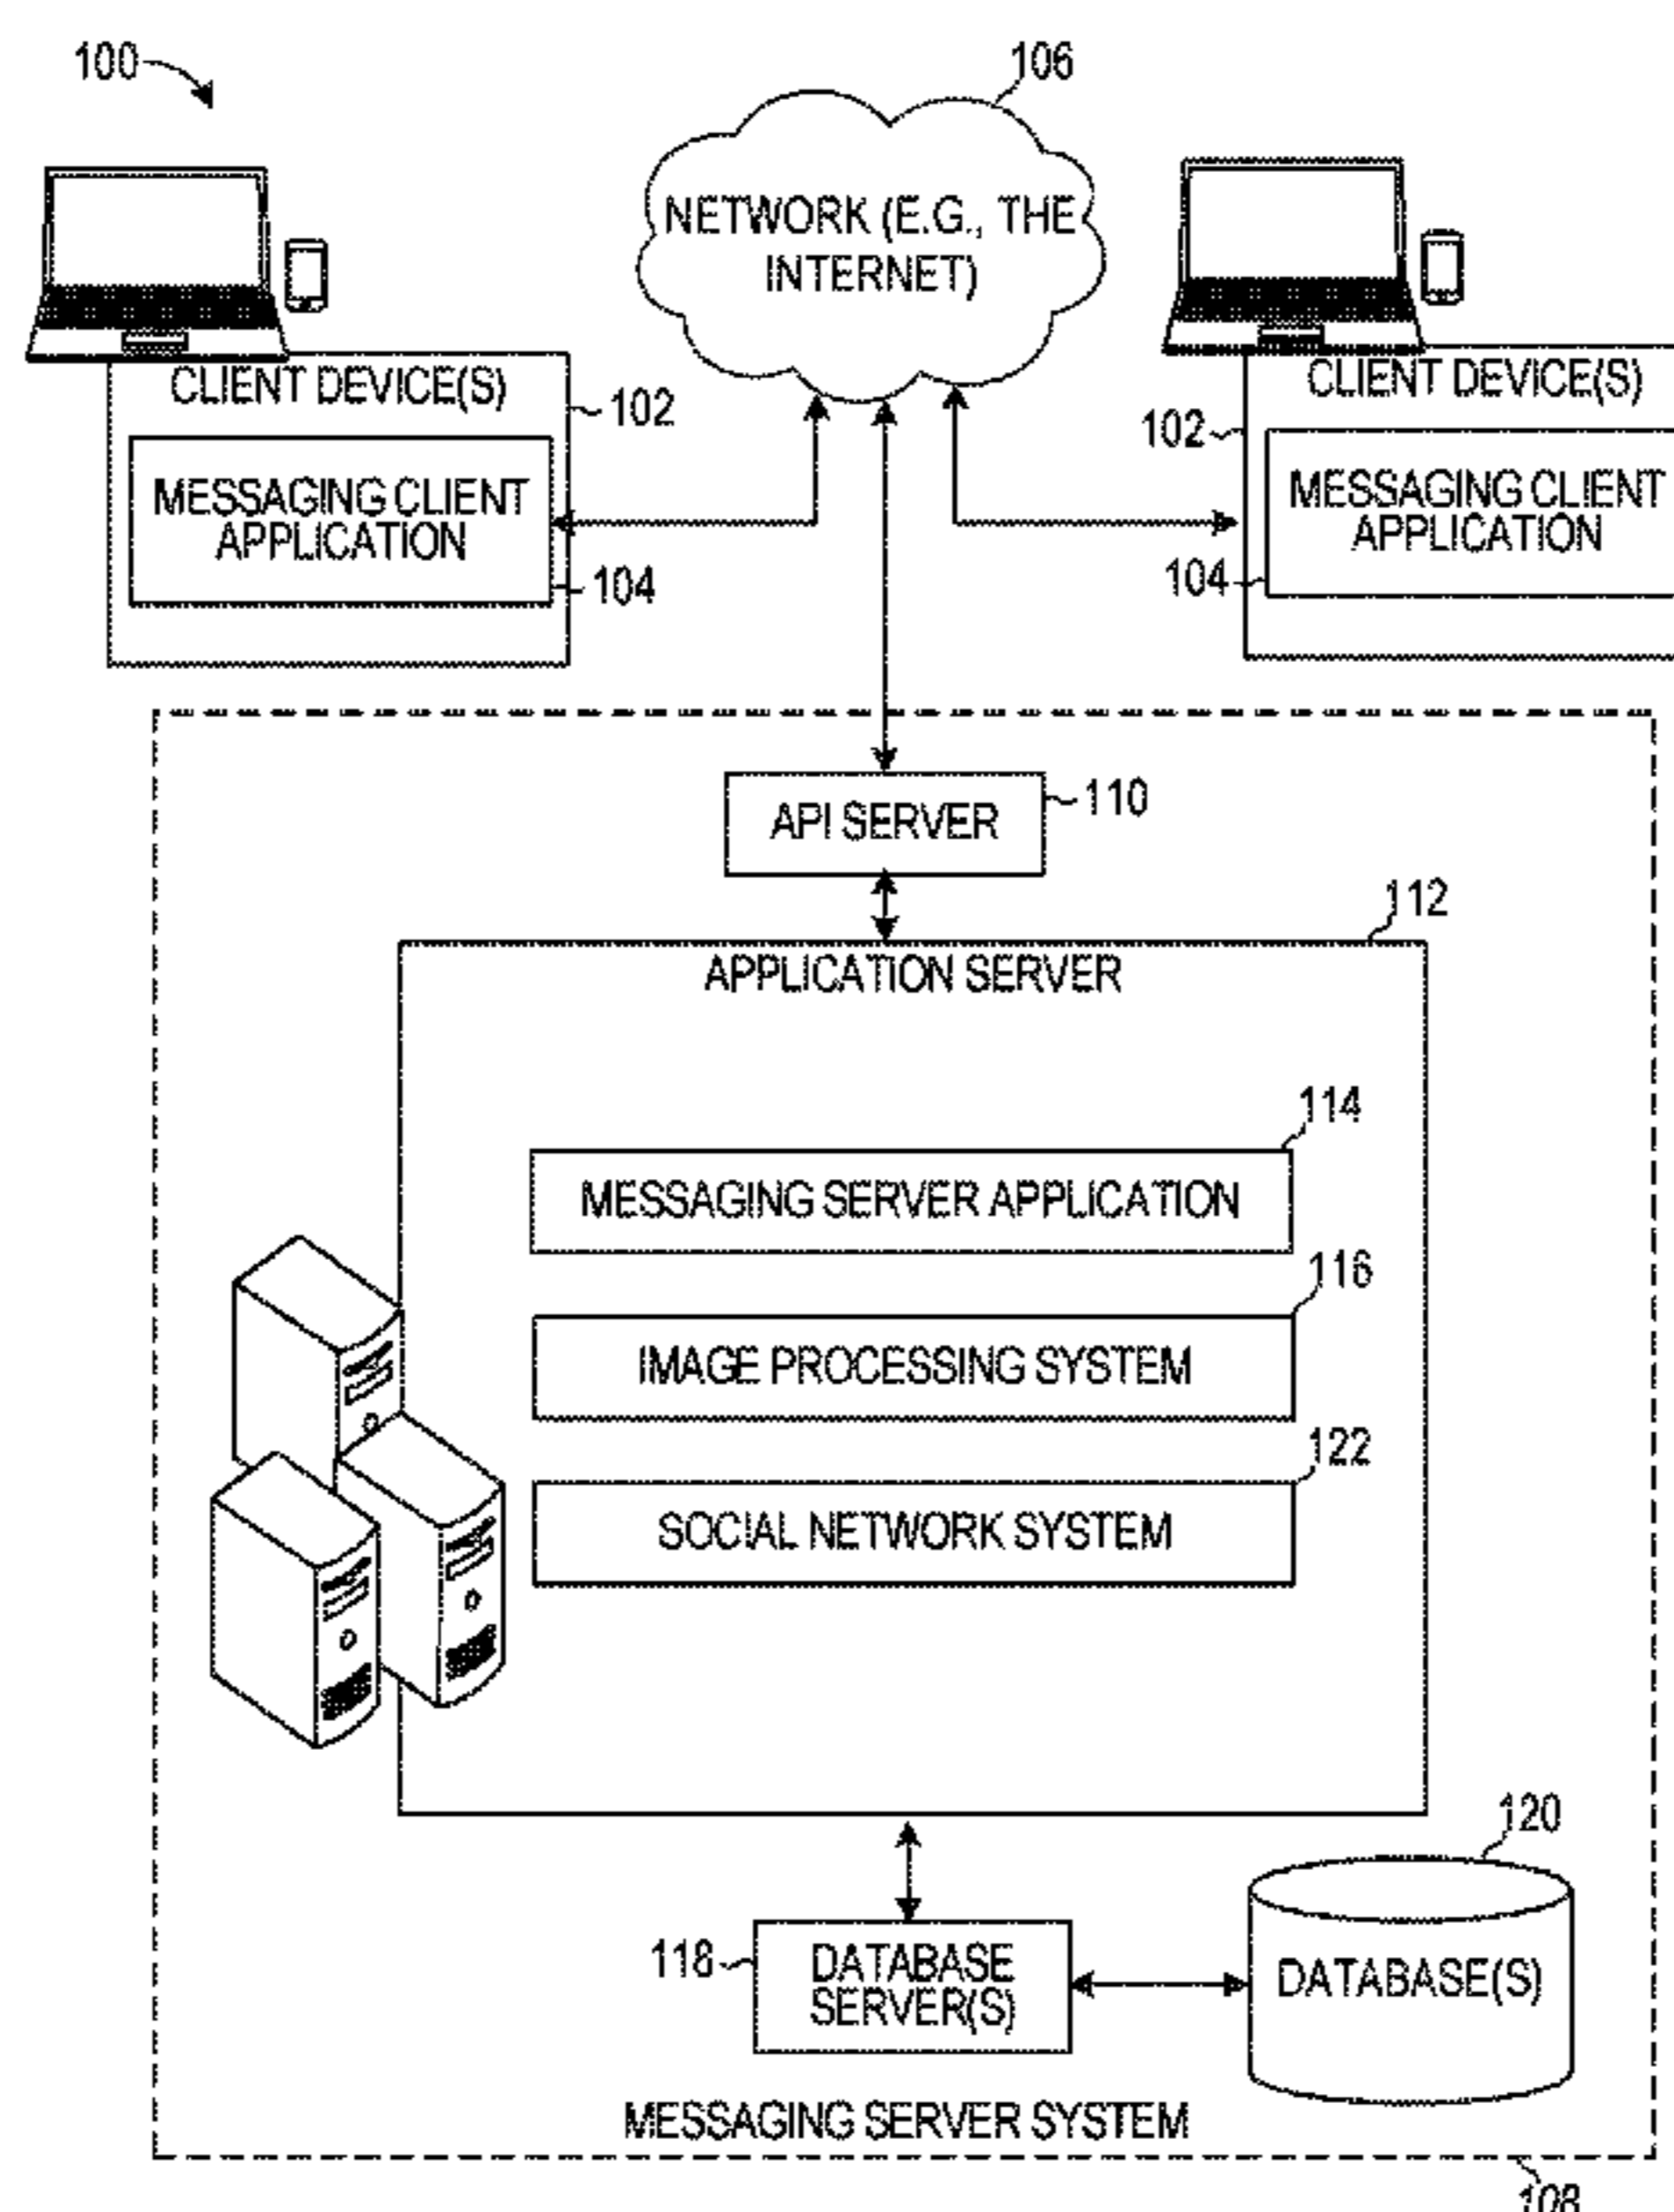 100
106
NETWORK (E.G., THE
INTERNET)
CLIENT DEVICE(S)
102
MESSAGING CLIENT
APPLICATION
104
CLIENT DEVICE(S)
102
MESSAGING CLIENT
APPLICATION
104
API SERVER
110
112
APPLICATION SERVER
114
MESSAGING SERVER APPLICATION
116
IMAGE PROCESSING SYSTEM
122
SOCIAL NETWORK SYSTEM
120
118
DATABASE
SERVER(S)
DATABASE(S)
MESSAGING SERVER SYSTEM
108